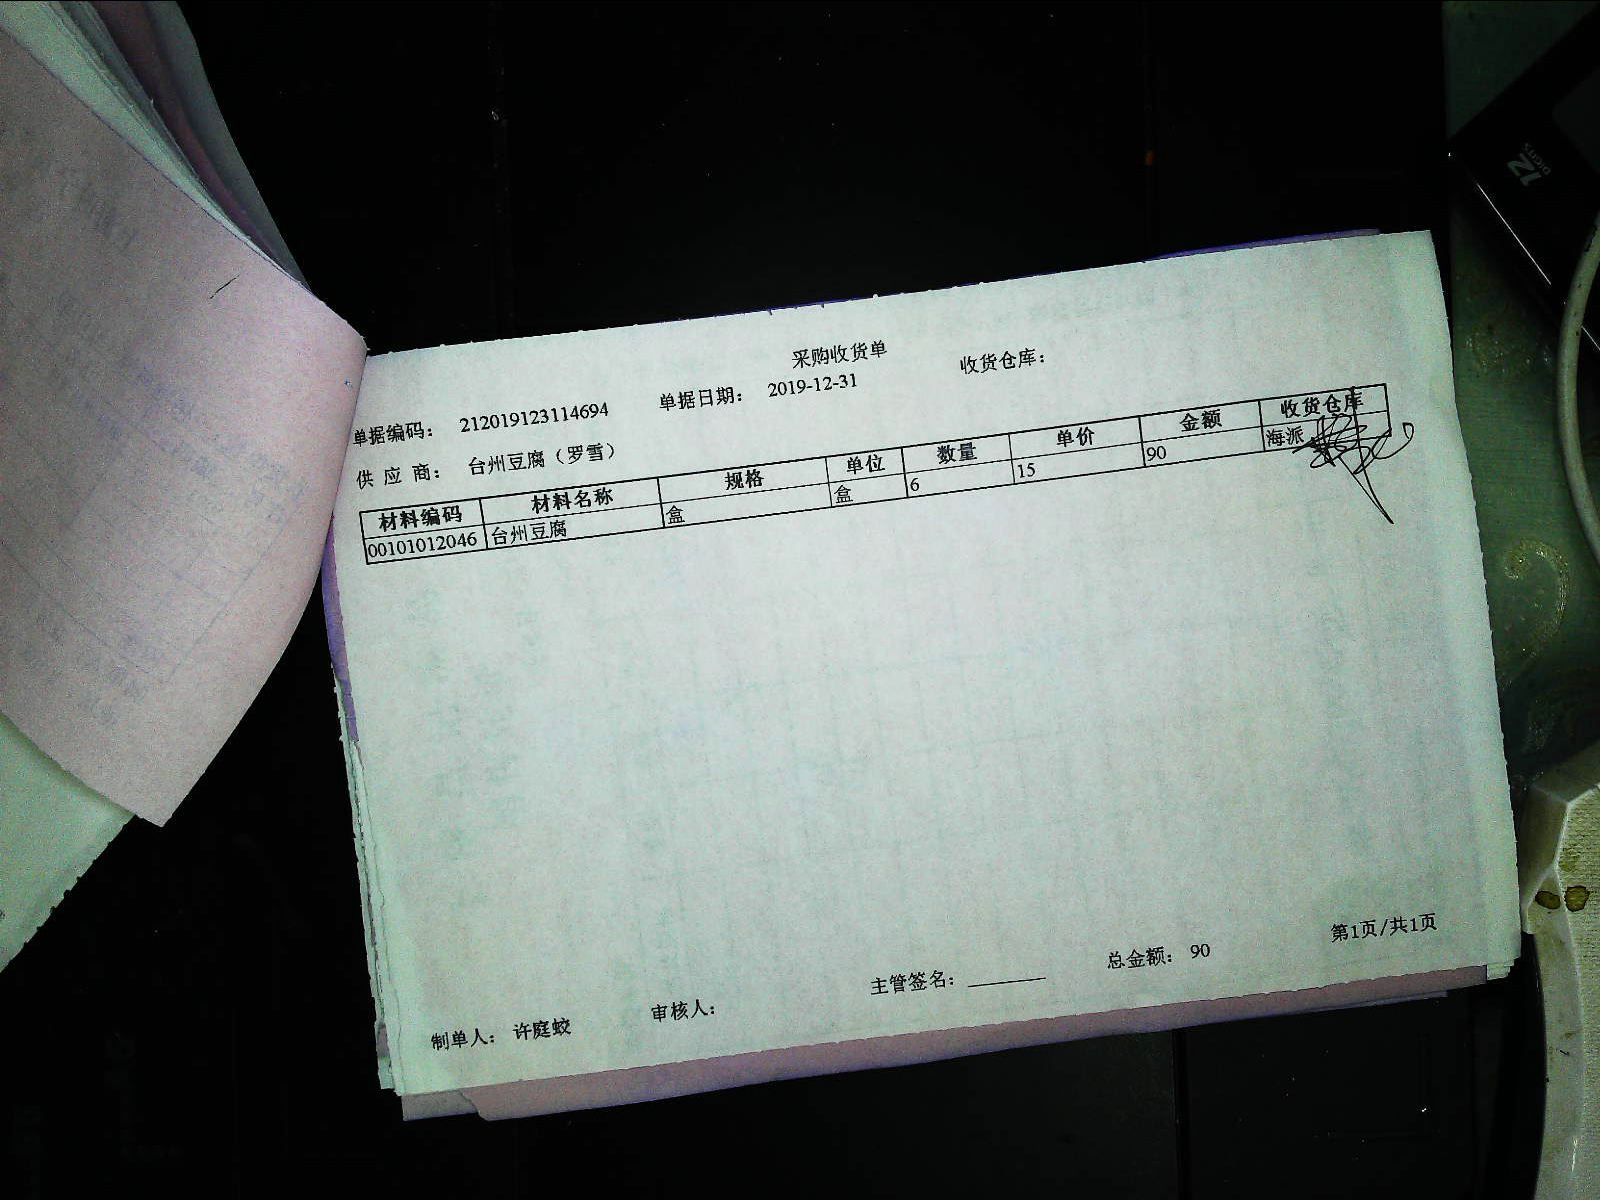 采购收货单
单据编码： 212019123114694 单据日期： 2019-12-31 收货仓库：
供 应 商： 台州豆腐（罗雪）
材料编码 材料名称 规格 单位 数量 单价 金额 收货仓库
00101012046 台州豆腐 盒 盒 6 15 90 海派
制单人： 许庭蛟 审核人： 主管签名： 总金额： 90 第1页/共1页
12 DIGITS